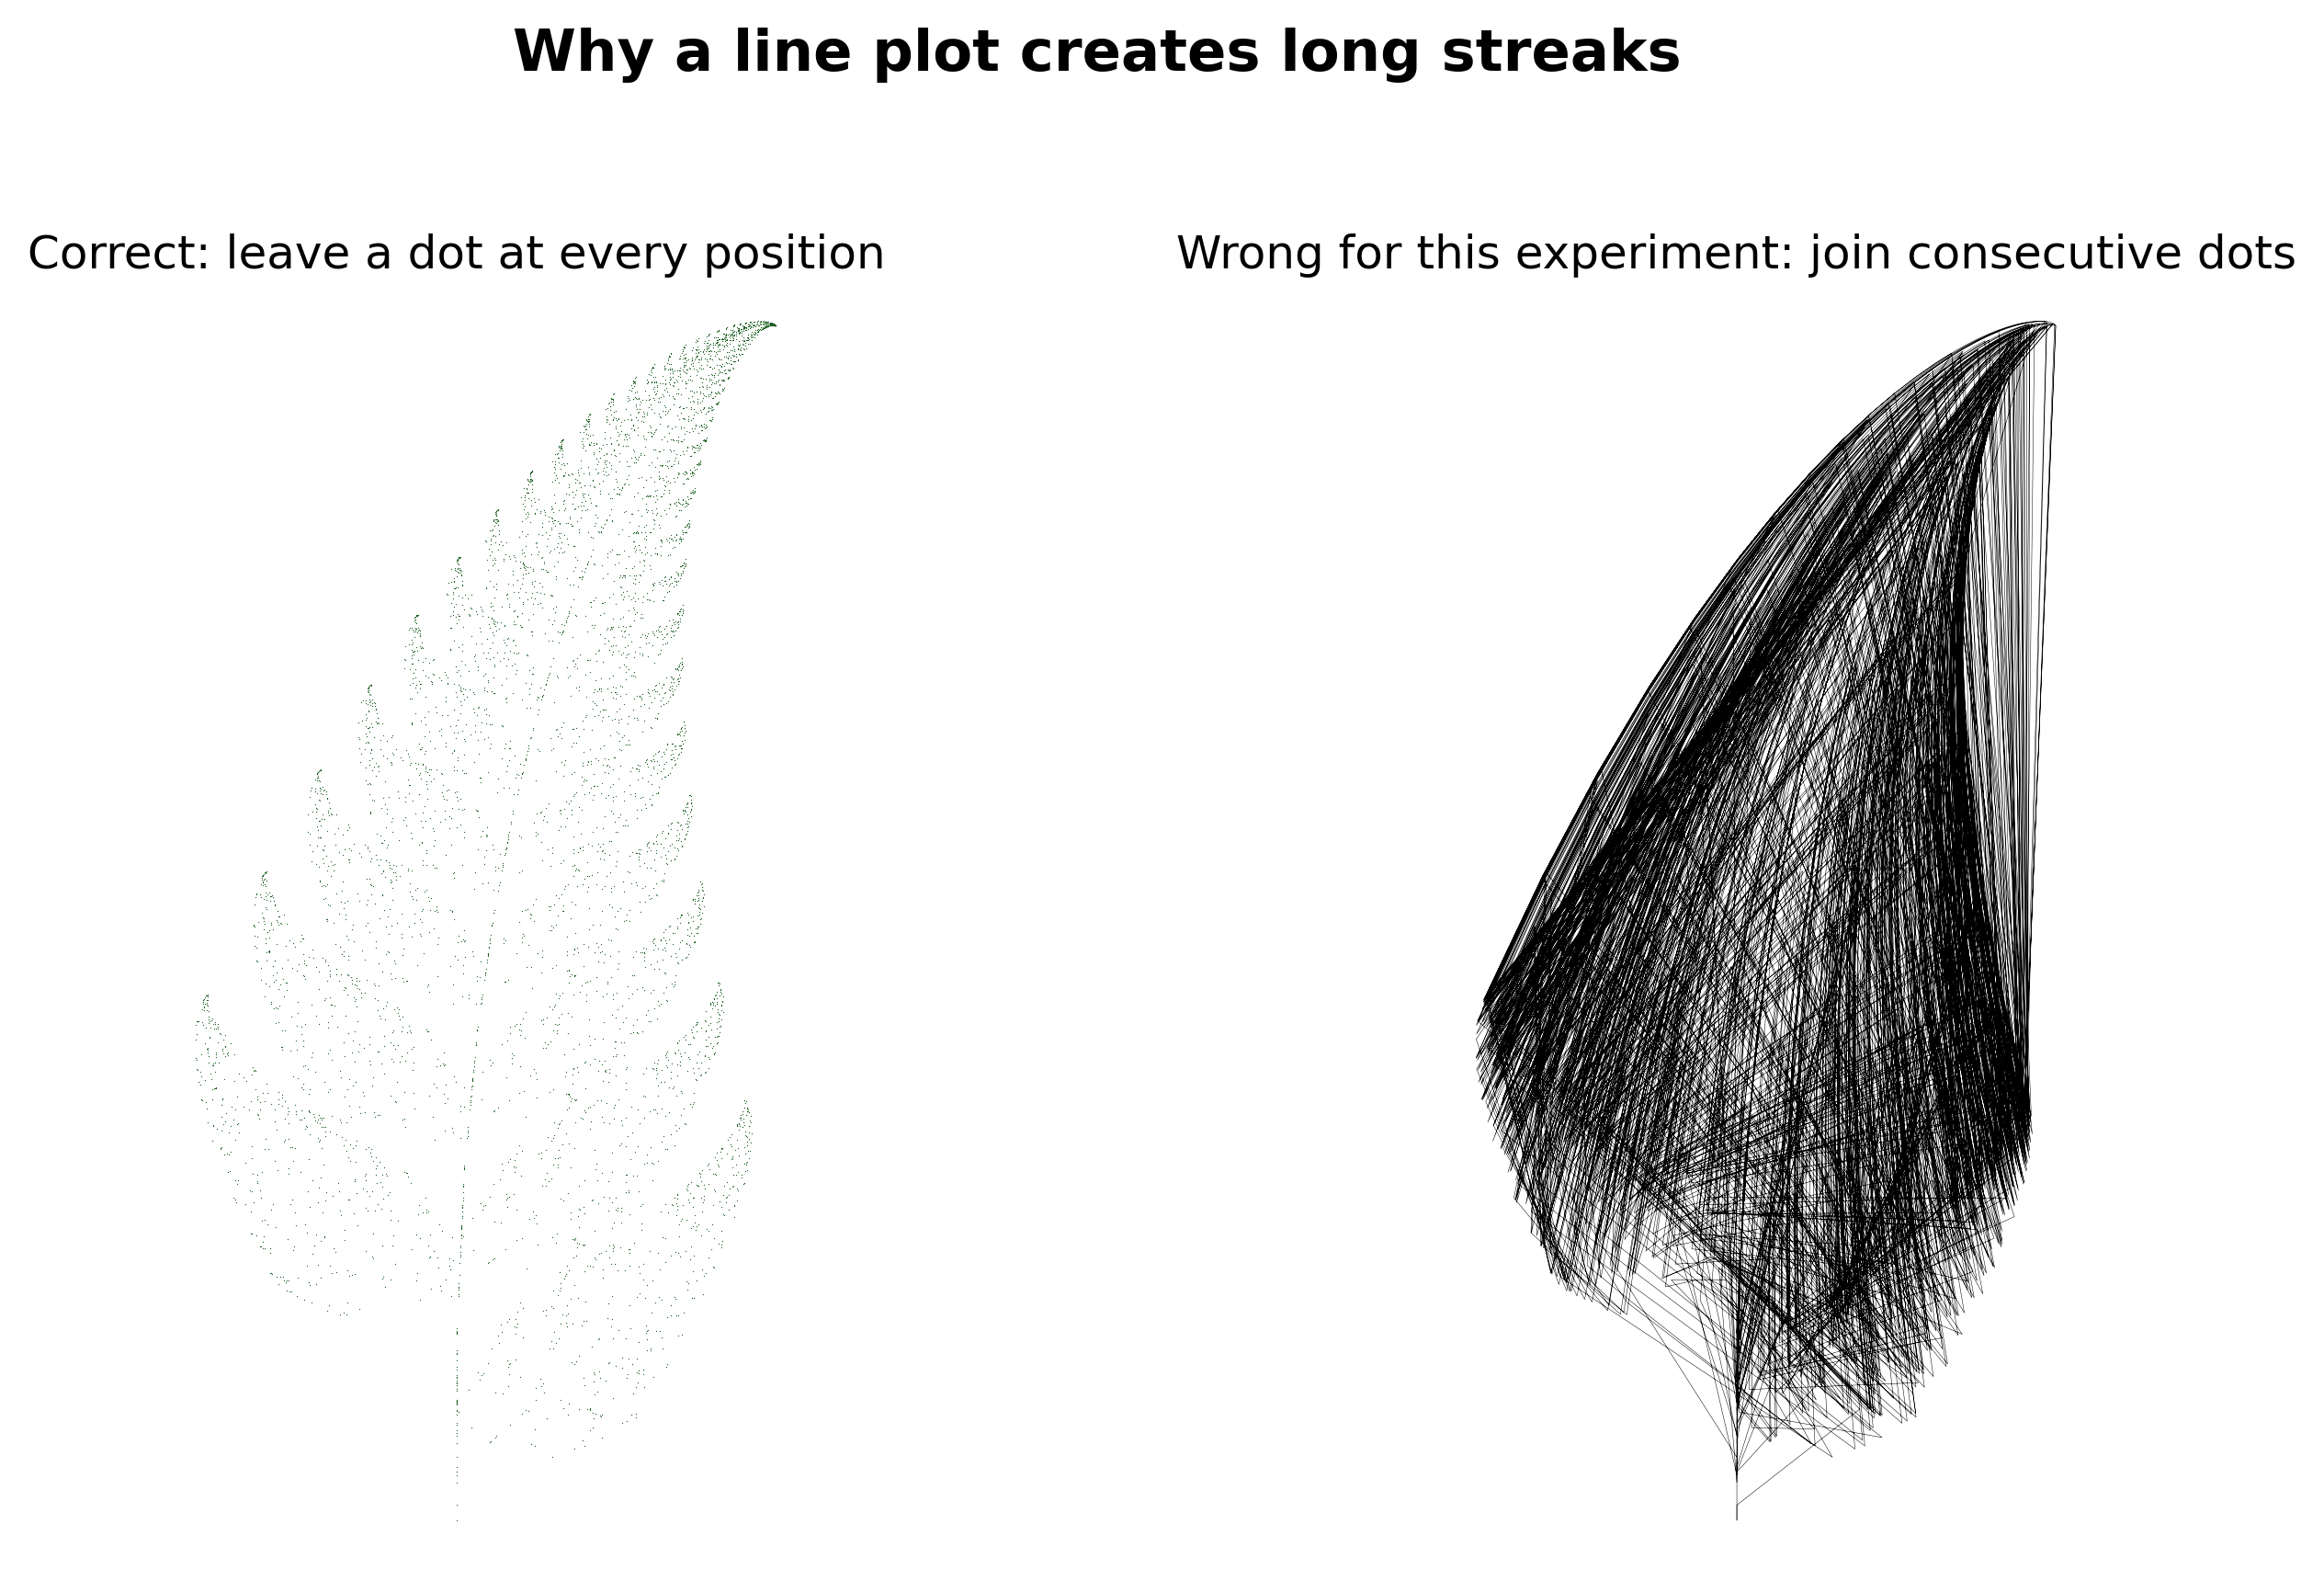 Why a line plot creates long streaks
Correct: leave a dot at every position
Wrong for this experiment: join consecutive dots